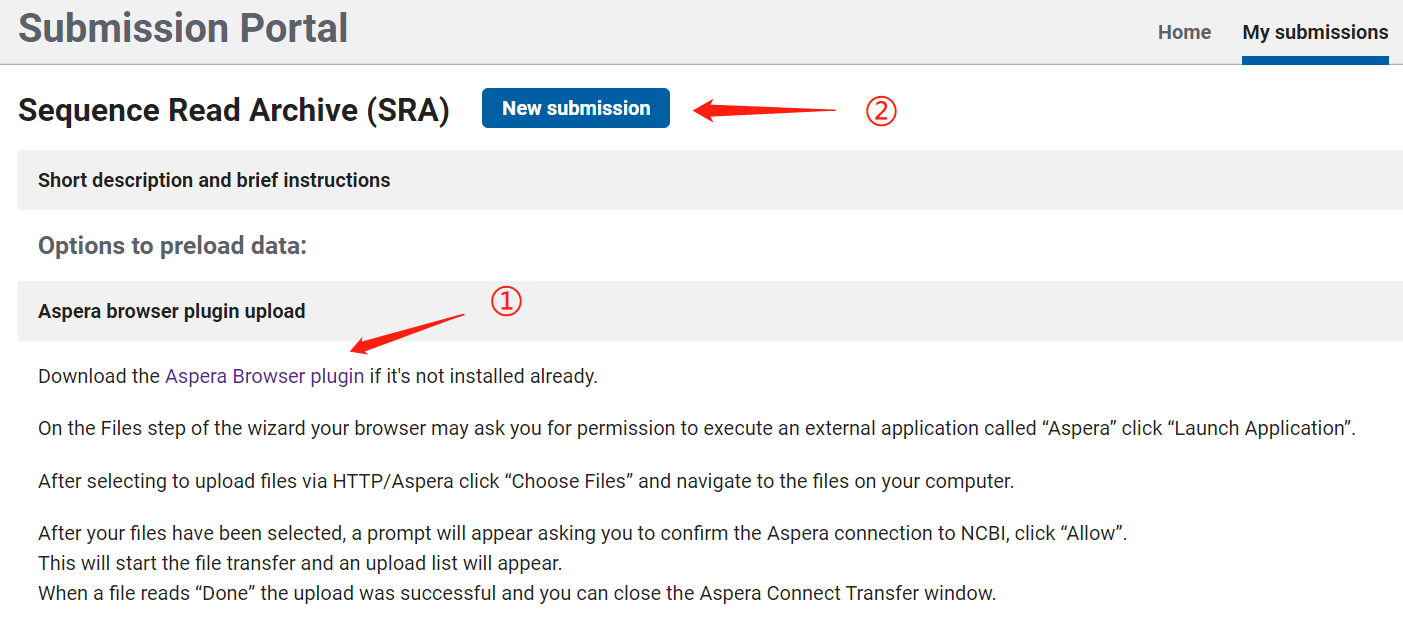 Submission Portal
Home
My submissions
Sequence Read Archive (SRA)
New submission
②
Short description and brief instructions
Options to preload data:
①
Aspera browser plugin upload
Download the Aspera Browser plugin if it's not installed already.
On the Files step of the wizard your browser may ask you for permission to execute an external application called “Aspera” click “Launch Application”.
After selecting to upload files via HTTP/Aspera click “Choose Files” and navigate to the files on your computer.
After your files have been selected, a prompt will appear asking you to confirm the Aspera connection to NCBI, click “Allow”.
This will start the file transfer and an upload list will appear.
When a file reads “Done” the upload was successful and you can close the Aspera Connect Transfer window.